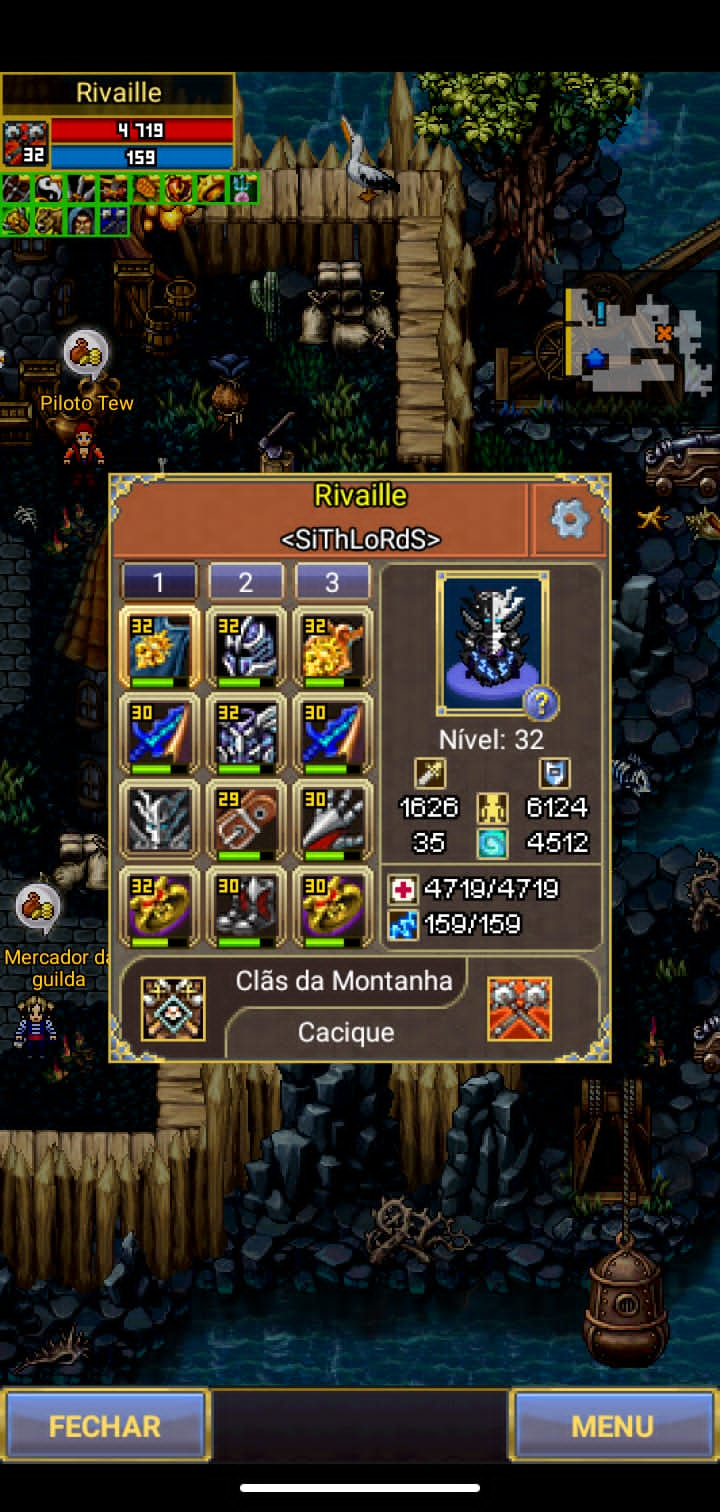 Rivaille
4 719
32
159
Piloto Tew
Rivaille
<SiThLoRdS>
1
2
3
32
32
32
30
32
30
29
30
32
30
30
?
Nível: 32
1626
6124
35
4512
4719/4719
159/159
Mercador da
guilda
Clãs da Montanha
Cacique
FECHAR
MENU